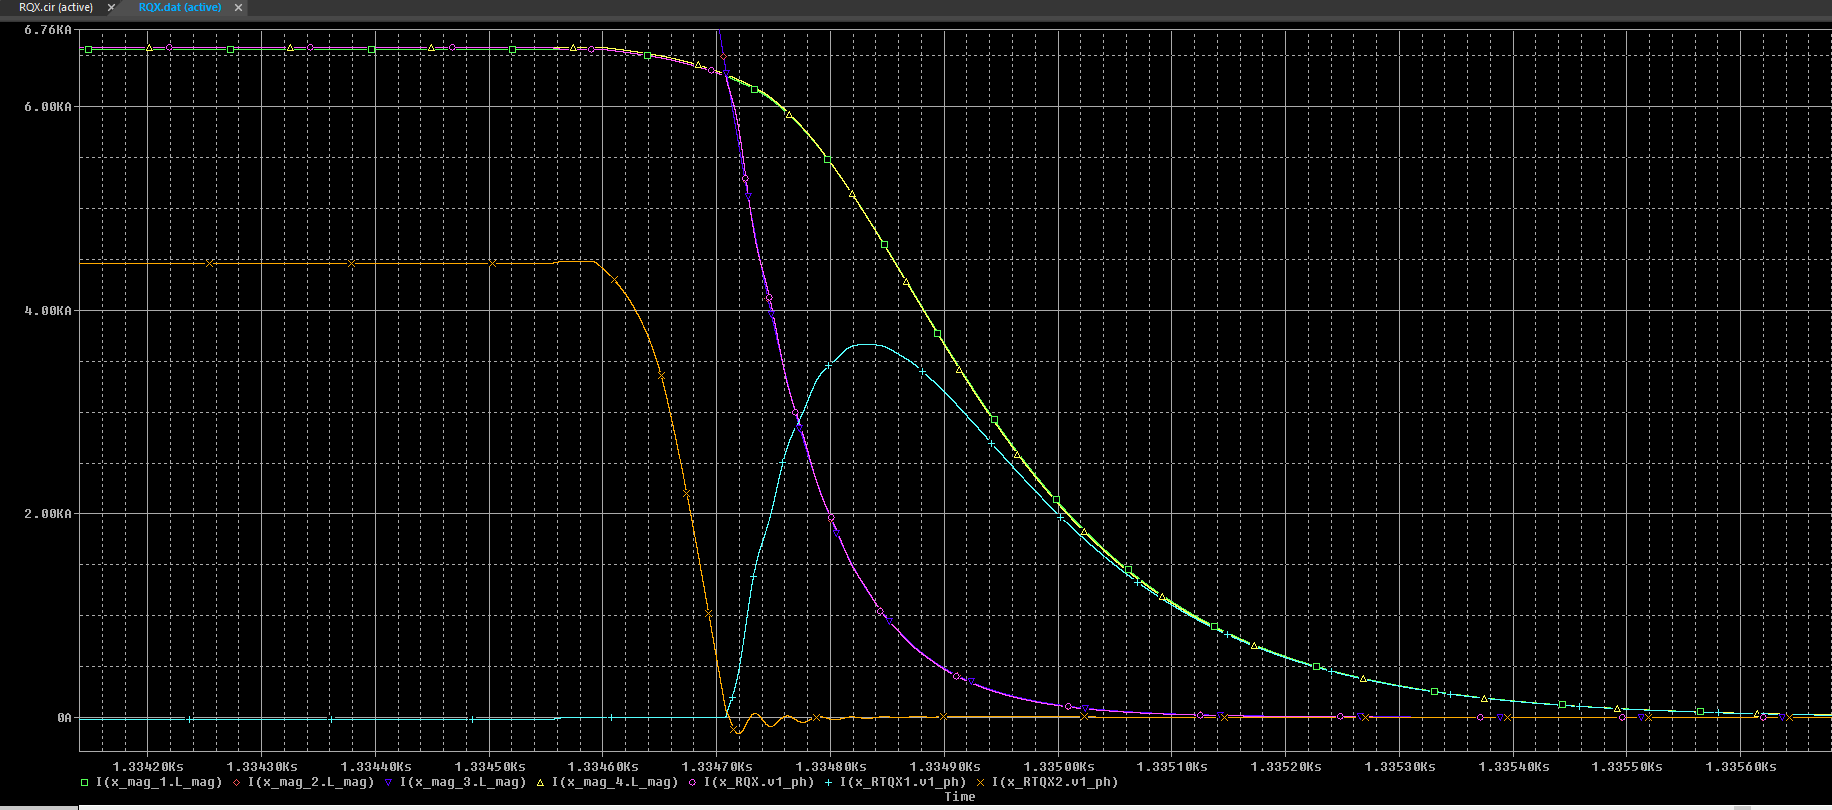 RQX.cir (active) × RQX.dat (active) ×
6.76KA
6.00KA
4.00KA
2.00KA
0A
1.33420Ks 1.33430Ks 1.33440Ks 1.33450Ks 1.33460Ks 1.33470Ks 1.33480Ks 1.33490Ks 1.33500Ks 1.33510Ks 1.33520Ks 1.33530Ks 1.33540Ks 1.33550Ks 1.33560Ks
I(x_mag_1.L_mag) I(x_mag_2.L_mag) I(x_mag_3.L_mag) I(x_mag_4.L_mag) I(x_RQX.v1_ph) I(x_RTQX1.v1_ph) I(x_RTQX2.v1_ph)
Time